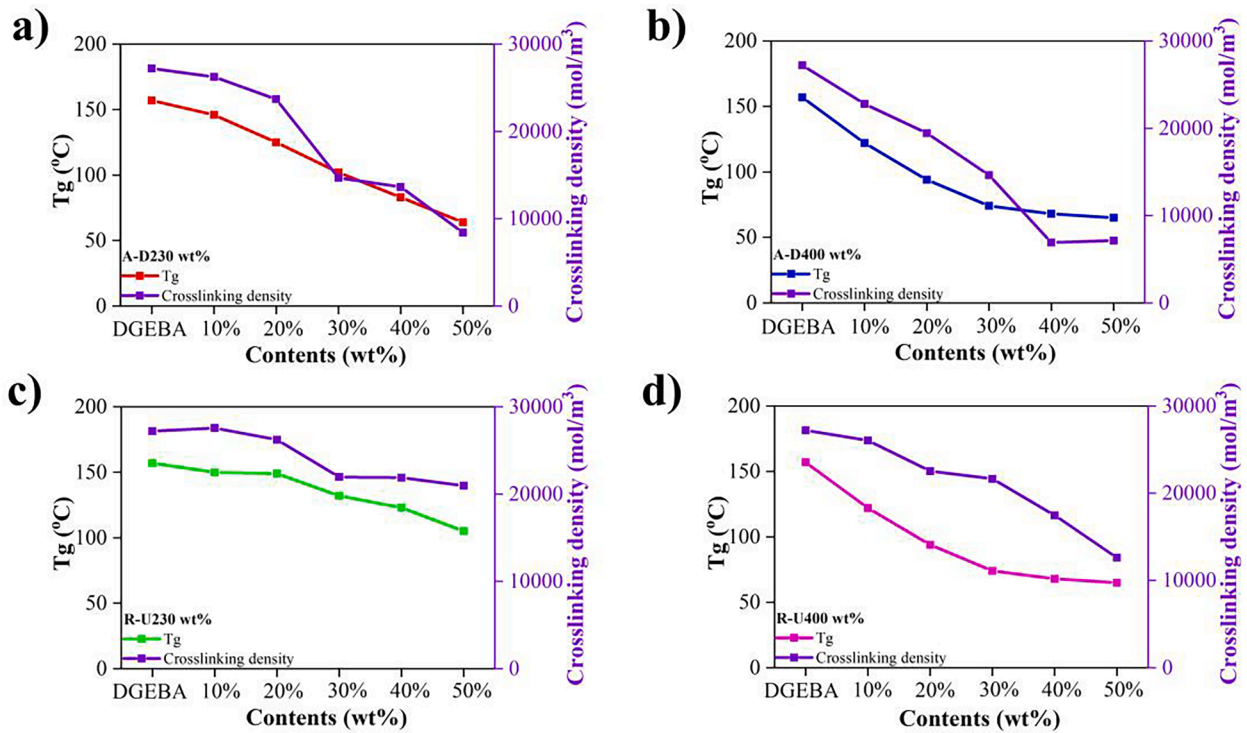 a)
200
150
100
50
0
Tg (ºC)
30000
20000
10000
0
Crosslinking density (mol/m³)
A-D230 wt%
Tg
Crosslinking density
DGEBA 10% 20% 30% 40% 50%
Contents (wt%)
b)
200
150
100
50
0
Tg (ºC)
30000
20000
10000
0
Crosslinking density (mol/m³)
A-D400 wt%
Tg
Crosslinking density
DGEBA 10% 20% 30% 40% 50%
Contents (wt%)
c)
200
150
100
50
0
Tg (ºC)
30000
20000
10000
0
Crosslinking density (mol/m³)
R-U230 wt%
Tg
Crosslinking density
DGEBA 10% 20% 30% 40% 50%
Contents (wt%)
d)
200
150
100
50
0
Tg (ºC)
30000
20000
10000
0
Crosslinking density (mol/m³)
R-U400 wt%
Tg
Crosslinking density
DGEBA 10% 20% 30% 40% 50%
Contents (wt%)